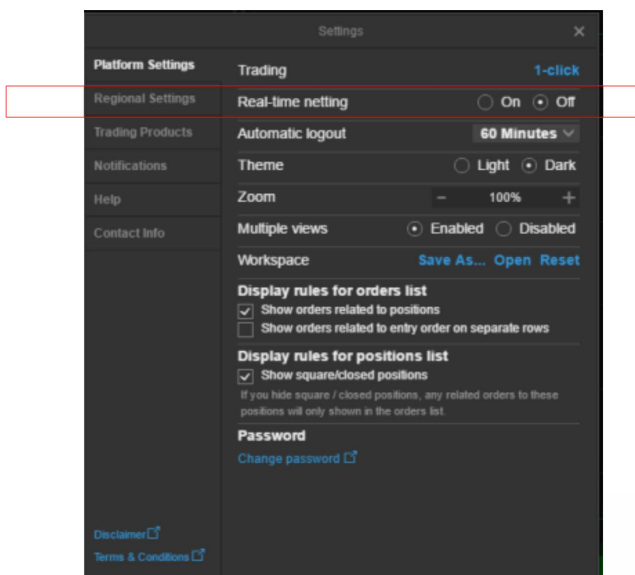 Settings
Platform Settings
Regional Settings
Trading Products
Notifications
Help
Contact Info
Disclaimer
Terms & Conditions
Trading 1-click
Real-time netting On Off
Automatic logout 60 Minutes
Theme Light Dark
Zoom − 100% +
Multiple views Enabled Disabled
Workspace Save As... Open Reset
Display rules for orders list
Show orders related to positions
Show orders related to entry order on separate rows
Display rules for positions list
Show square/closed positions
If you hide square / closed positions, any related orders to these
positions will only shown in the orders list.
Password
Change password